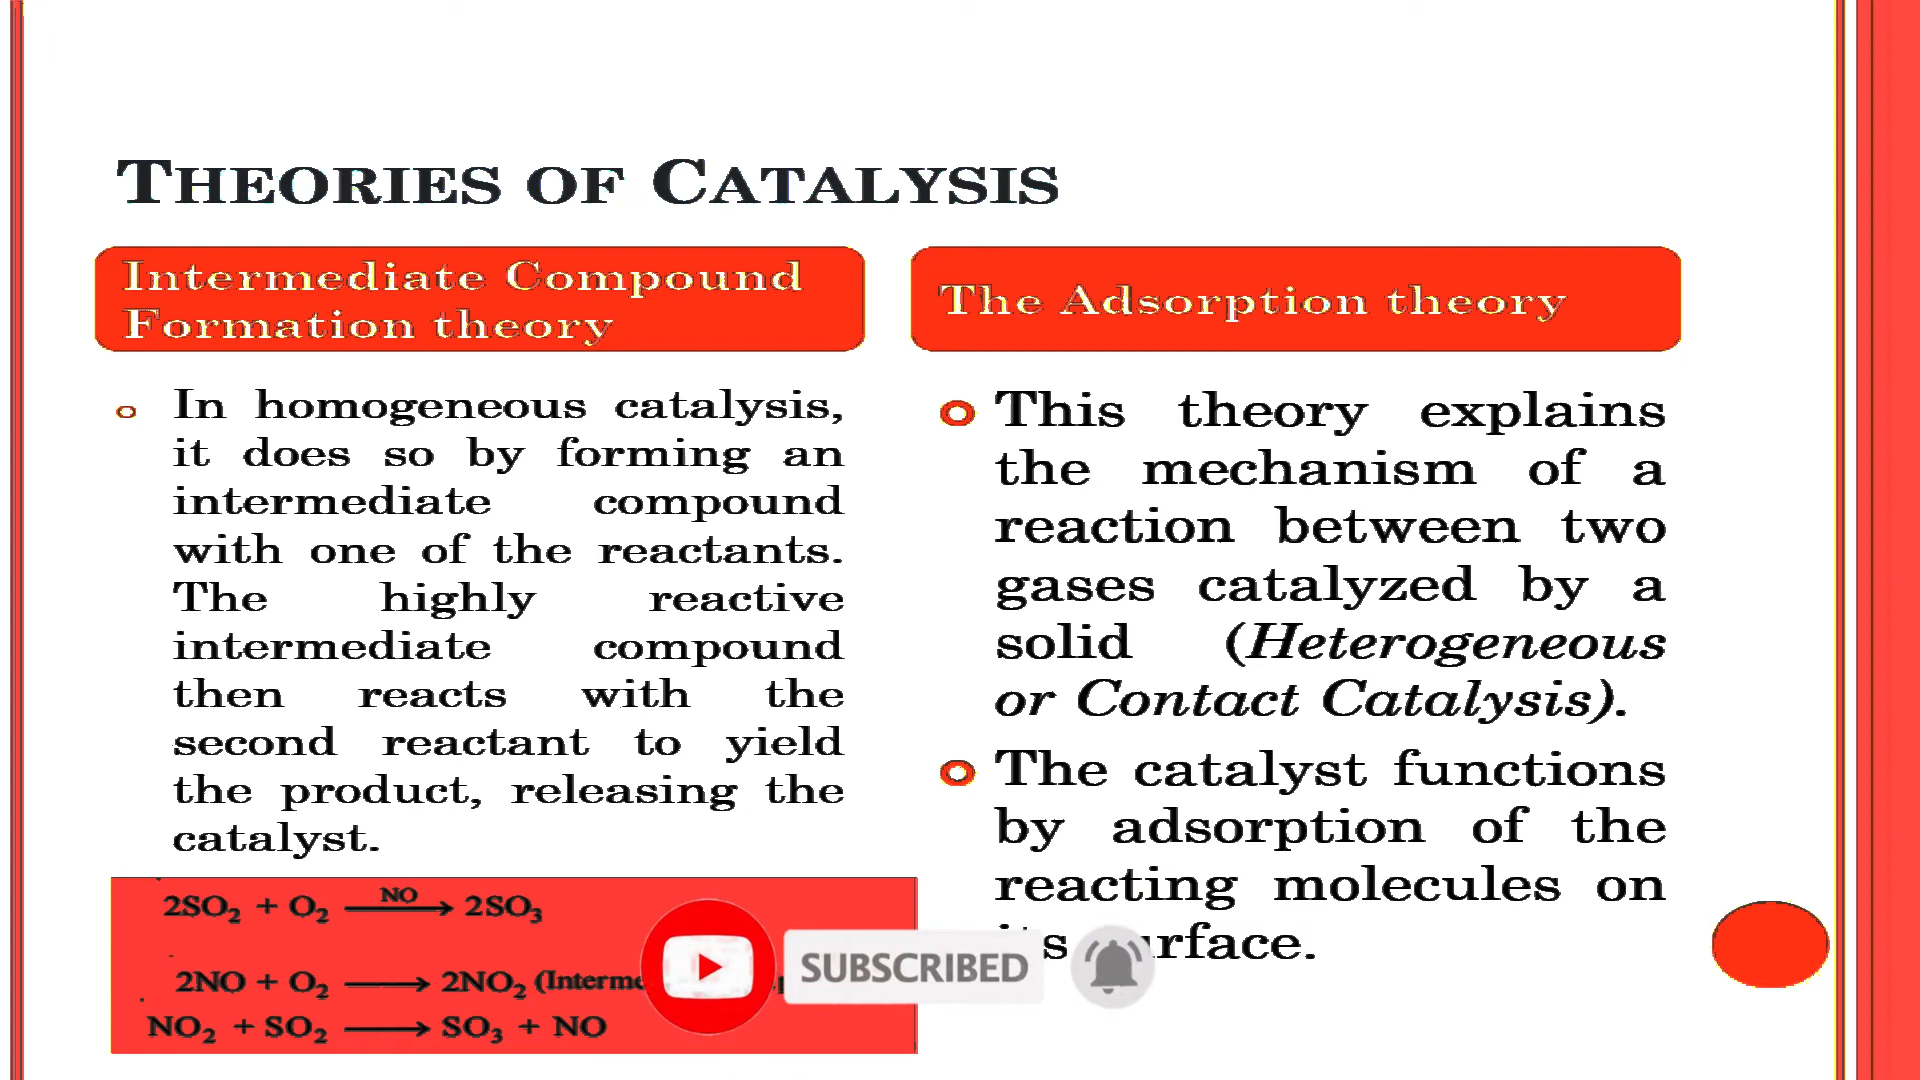 THEORIES OF CATALYSIS
Intermediate Compound
Formation theory
In homogeneous catalysis,
it does so by forming an
intermediate compound
with one of the reactants.
The highly reactive
intermediate compound
then reacts with the
second reactant to yield
the product, releasing the
catalyst.
2SO₂ + O₂ —NO→ 2SO₃
2NO + O₂ ⟶ 2NO₂
NO₂ + SO₂ ⟶ SO₃ + NO
The Adsorption theory
This theory explains
the mechanism of a
reaction between two
gases catalyzed by a
solid (Heterogeneous
or Contact Catalysis).
The catalyst functions
by adsorption of the
reacting molecules on
SUBSCRIBED